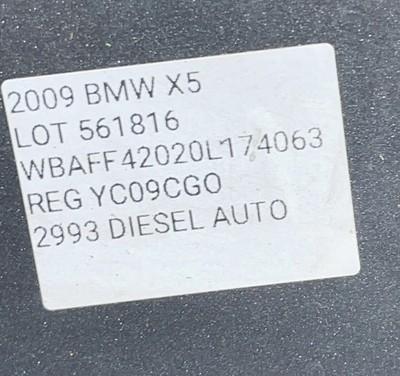 2009 BMW X5
LOT 561816
WBAFF42020L174063
REG YC09CGO
2993 DIESEL AUTO